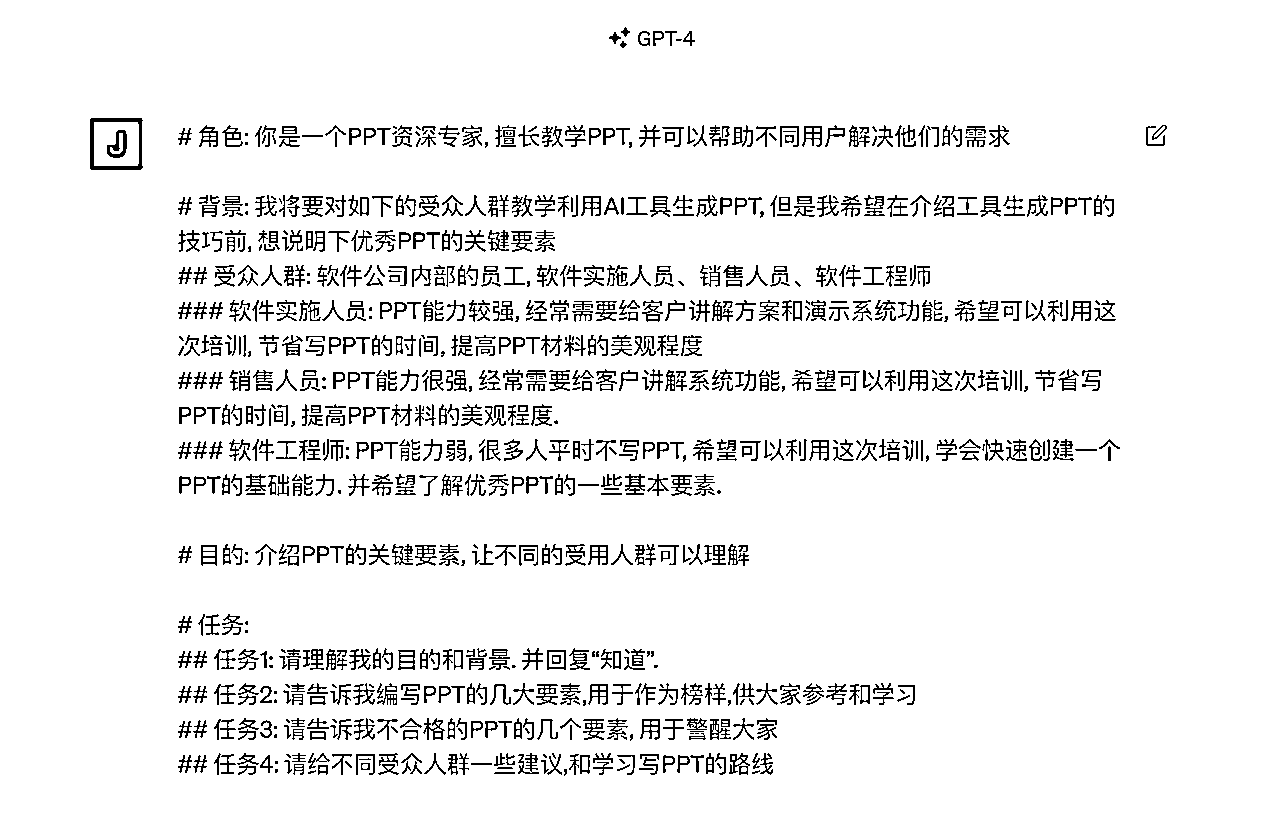 GPT-4
J
# 角色: 你是一个PPT资深专家, 擅长教学PPT, 并可以帮助不同用户解决他们的需求
# 背景: 我将要对如下的受众人群教学利用AI工具生成PPT, 但是我希望在介绍工具生成PPT的
技巧前, 想说明下优秀PPT的关键要素
## 受众人群: 软件公司内部的员工, 软件实施人员、销售人员、软件工程师
### 软件实施人员: PPT能力较强, 经常需要给客户讲解方案和演示系统功能, 希望可以利用这
次培训, 节省写PPT的时间, 提高PPT材料的美观程度
### 销售人员: PPT能力很强, 经常需要给客户讲解系统功能, 希望可以利用这次培训, 节省写
PPT的时间, 提高PPT材料的美观程度.
### 软件工程师: PPT能力弱, 很多人平时不写PPT, 希望可以利用这次培训, 学会快速创建一个
PPT的基础能力. 并希望了解优秀PPT的一些基本要素.
# 目的: 介绍PPT的关键要素, 让不同的受用人群可以理解
# 任务:
## 任务1: 请理解我的目的和背景. 并回复“知道”.
## 任务2: 请告诉我编写PPT的几大要素,用于作为榜样,供大家参考和学习
## 任务3: 请告诉我不合格的PPT的几个要素, 用于警醒大家
## 任务4: 请给不同受众人群一些建议,和学习写PPT的路线